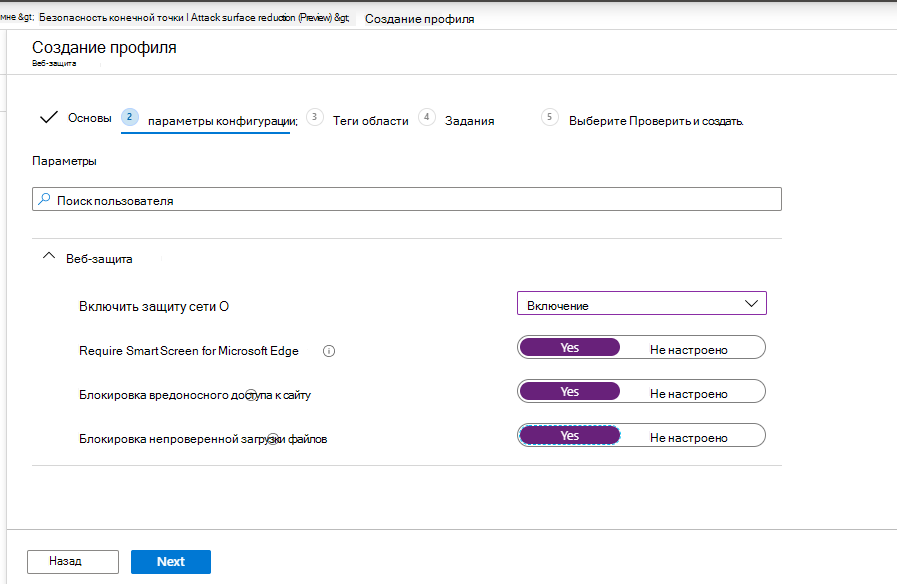 мне &gt; Безопасность конечной точки I Attack surface reduction (Preview) &gt; Создание профиля
Создание профиля
Веб-защита
Основы 2 параметры конфигурации; 3 Теги области 4 Задания 5 Выберите Проверить и создать.
Параметры
Поиск пользователя
Веб-защита
Включить защиту сети О Включение
Require SmartScreen for Microsoft Edge Yes Не настроено
Блокировка вредоносного доступа к сайту Yes Не настроено
Блокировка непроверенной загрузки файлов Yes Не настроено
Назад Next